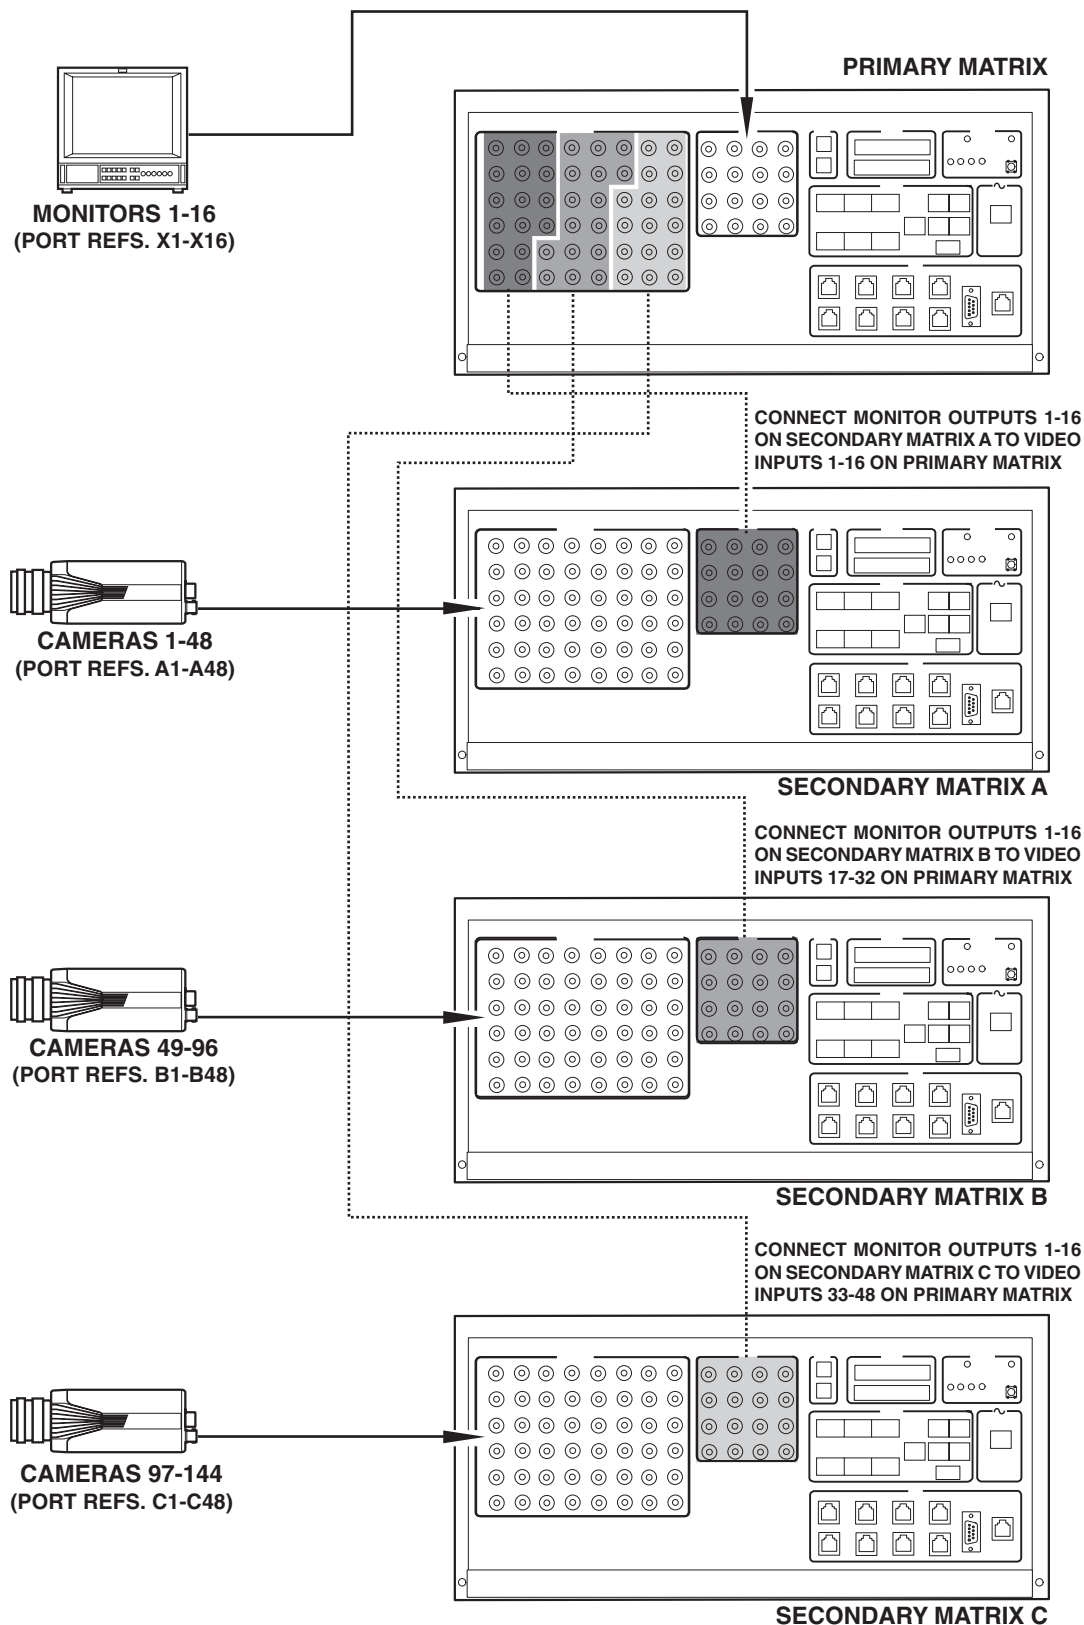 PRIMARY MATRIX
MONITORS 1-16
(PORT REFS. X1-X16)
CONNECT MONITOR OUTPUTS 1-16
ON SECONDARY MATRIX A TO VIDEO
INPUTS 1-16 ON PRIMARY MATRIX
CAMERAS 1-48
(PORT REFS. A1-A48)
SECONDARY MATRIX A
CONNECT MONITOR OUTPUTS 1-16
ON SECONDARY MATRIX B TO VIDEO
INPUTS 17-32 ON PRIMARY MATRIX
CAMERAS 49-96
(PORT REFS. B1-B48)
SECONDARY MATRIX B
CONNECT MONITOR OUTPUTS 1-16
ON SECONDARY MATRIX C TO VIDEO
INPUTS 33-48 ON PRIMARY MATRIX
CAMERAS 97-144
(PORT REFS. C1-C48)
SECONDARY MATRIX C